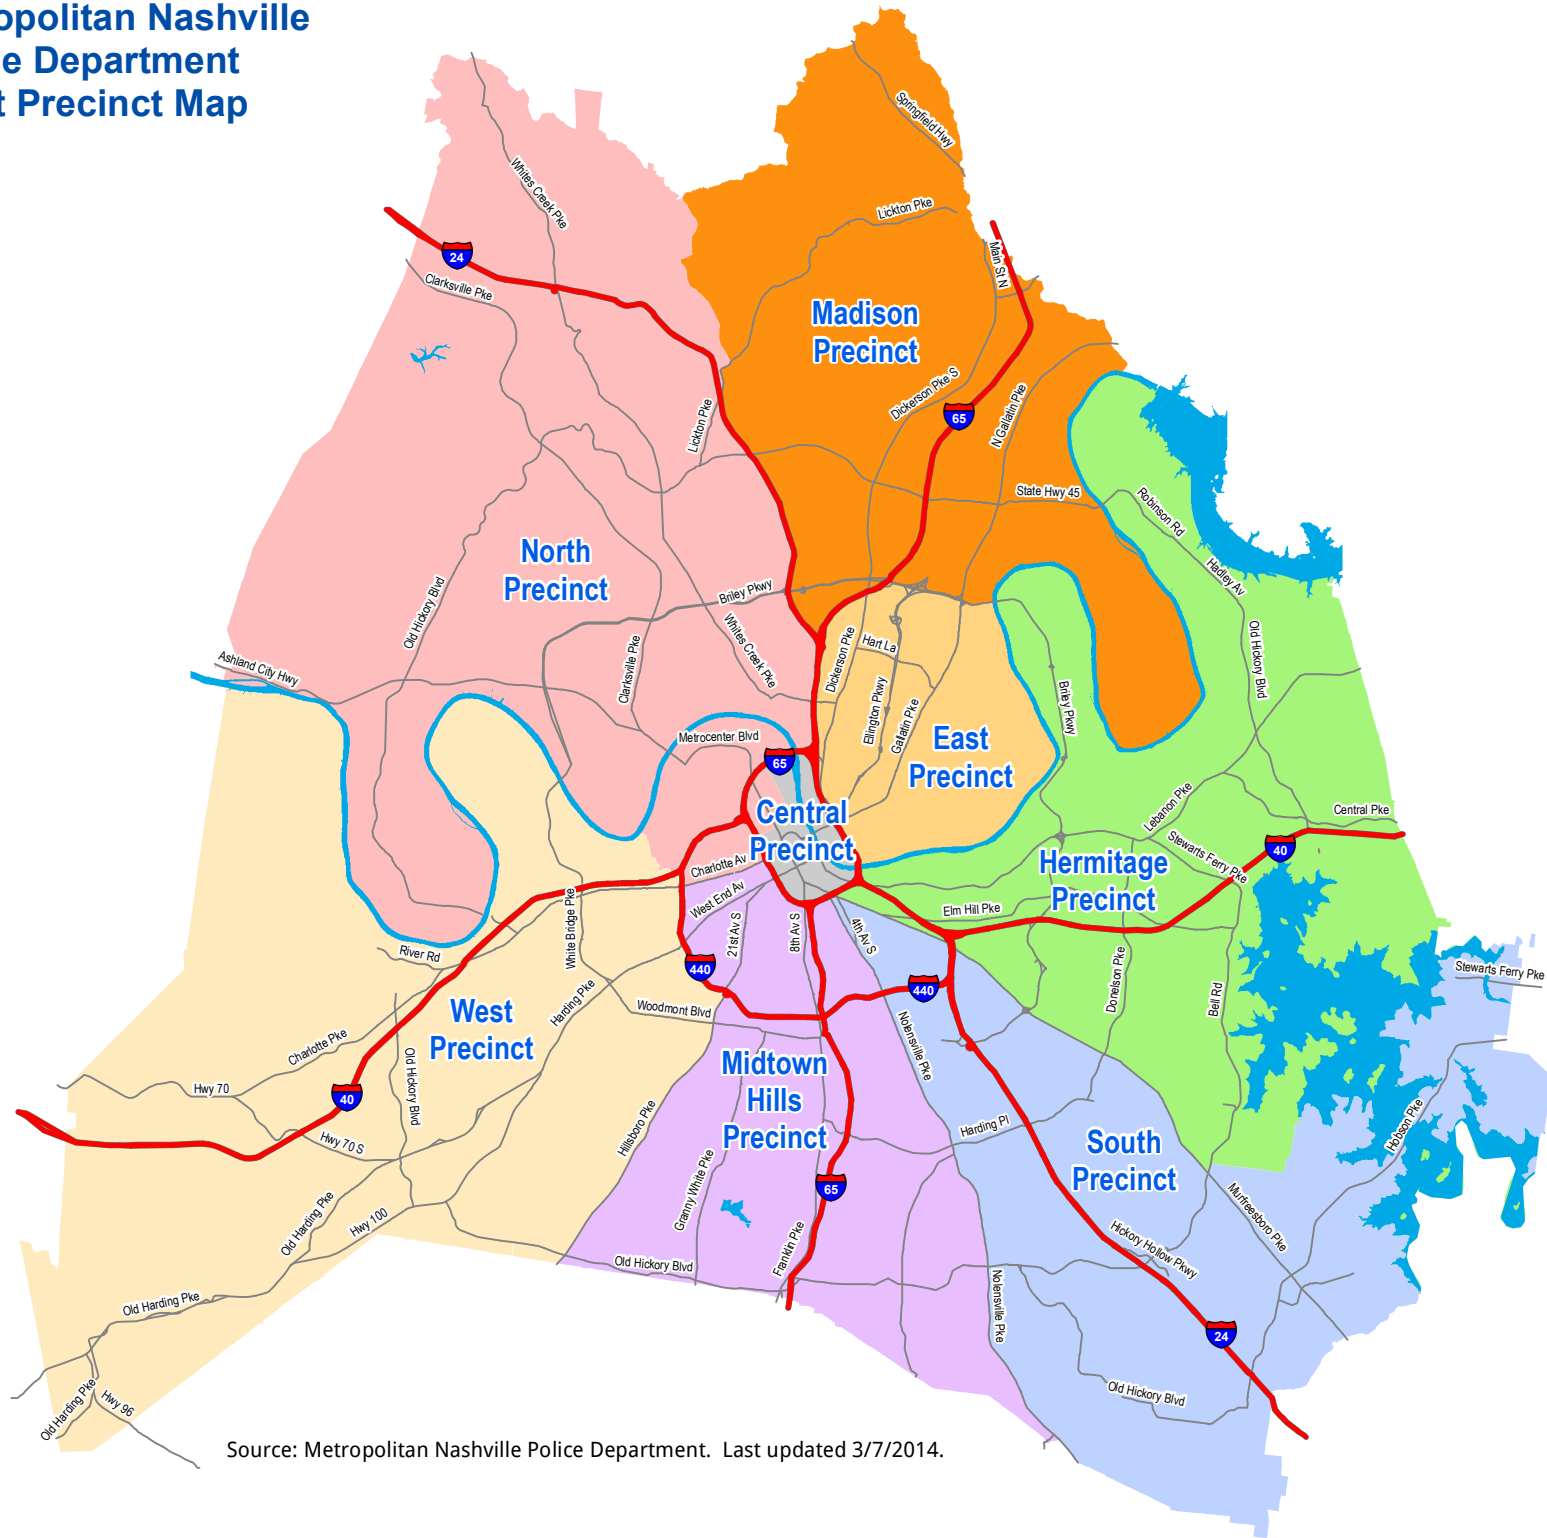 opolitan Nashville
e Department
t Precinct Map
Springfield Hwy
Whites Creek Pke
Lickton Pke
Main St N
24
Clarksville Pke
Madison
Precinct
Dickerson Pke S
N Gallatin Pke
65
Lickton Pke
State Hwy 45
Robinson Rd
North
Precinct
Hadley Av
Briley Pkwy
Old Hickory Blvd
Whites Creek Pke
Clarksville Pke
Dickerson Pke
Hart La
Old Hickory Blvd
Ashland City Hwy
Ellington Pkwy
Gallatin Pke
Briley Pkwy
Metrocenter Blvd
East
Precinct
65
Central
Precinct
Lebanon Pke
Central Pke
Stewarts Ferry Pke
40
Charlotte Av
Hermitage
Precinct
West End Av
Elm Hill Pke
White Bridge Pke
21st Av S
8th Av S
4th Av S
River Rd
440
440
Stewarts Ferry Pke
Donelson Pke
Bell Rd
Harding Pke
Woodmont Blvd
West
Precinct
Nolensville Pke
Charlotte Pke
Midtown
Hills
Precinct
Hwy 70
40
Old Hickory Blvd
Hillsboro Pke
Harding Pl
Hobson Pke
South
Precinct
Hwy 70 S
Granny White Pke
65
Old Harding Pke
Hwy 100
Murfreesboro Pke
Franklin Pke
Hickory Hollow Pkwy
Old Hickory Blvd
Old Harding Pke
Nolensville Pke
24
Old Harding Pke
Hwy 96
Old Hickory Blvd
Source: Metropolitan Nashville Police Department.  Last updated 3/7/2014.